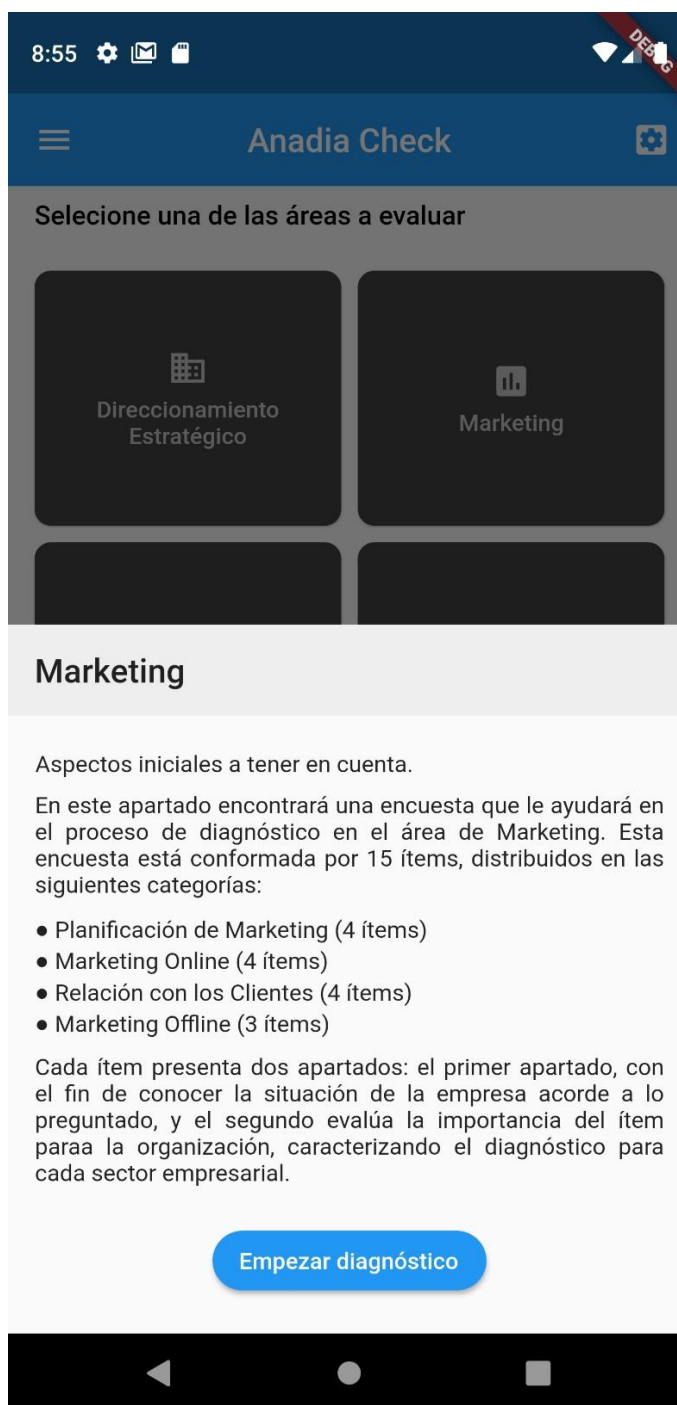 8:55
DEBUG
Anadia Check
Selecione una de las áreas a evaluar
Direccionamiento
Estratégico
Marketing
Marketing
Aspectos iniciales a tener en cuenta.
En este apartado encontrará una encuesta que le ayudará en
el proceso de diagnóstico en el área de Marketing. Esta
encuesta está conformada por 15 ítems, distribuidos en las
siguientes categorías:
● Planificación de Marketing (4 ítems)
● Marketing Online (4 ítems)
● Relación con los Clientes (4 ítems)
● Marketing Offline (3 ítems)
Cada ítem presenta dos apartados: el primer apartado, con
el fin de conocer la situación de la empresa acorde a lo
preguntado, y el segundo evalúa la importancia del ítem
paraa la organización, caracterizando el diagnóstico para
cada sector empresarial.
Empezar diagnóstico